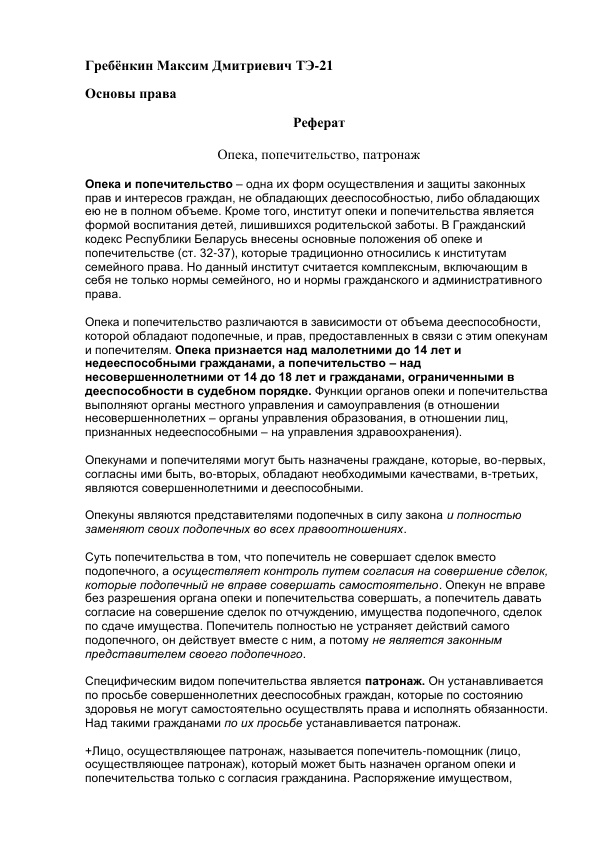 Гребёнкин Максим Дмитриевич ТЭ-21
Основы права
Реферат
Опека, попечительство, патронаж
Опека и попечительство – одна их форм осуществления и защиты законных
прав и интересов граждан, не обладающих дееспособностью, либо обладающих
ею не в полном объеме. Кроме того, институт опеки и попечительства является
формой воспитания детей, лишившихся родительской заботы. В Гражданский
кодекс Республики Беларусь внесены основные положения об опеке и
попечительстве (ст. 32-37), которые традиционно относились к институтам
семейного права. Но данный институт считается комплексным, включающим в
себя не только нормы семейного, но и нормы гражданского и административного
права.
Опека и попечительство различаются в зависимости от объема дееспособности,
которой обладают подопечные, и прав, предоставленных в связи с этим опекунам
и попечителям. Опека признается над малолетними до 14 лет и
недееспособными гражданами, а попечительство – над
несовершеннолетними от 14 до 18 лет и гражданами, ограниченными в
дееспособности в судебном порядке. Функции органов опеки и попечительства
выполняют органы местного управления и самоуправления (в отношении
несовершеннолетних – органы управления образования, в отношении лиц,
признанных недееспособными – на управления здравоохранения).
Опекунами и попечителями могут быть назначены граждане, которые, во-первых,
согласны ими быть, во-вторых, обладают необходимыми качествами, в-третьих,
являются совершеннолетними и дееспособными.
Опекуны являются представителями подопечных в силу закона и полностью
заменяют своих подопечных во всех правоотношениях.
Суть попечительства в том, что попечитель не совершает сделок вместо
подопечного, а осуществляет контроль путем согласия на совершение сделок,
которые подопечный не вправе совершать самостоятельно. Опекун не вправе
без разрешения органа опеки и попечительства совершать, а попечитель давать
согласие на совершение сделок по отчуждению, имущества подопечного, сделок
по сдаче имущества. Попечитель полностью не устраняет действий самого
подопечного, он действует вместе с ним, а потому не является законным
представителем своего подопечного.
Специфическим видом попечительства является патронаж. Он устанавливается
по просьбе совершеннолетних дееспособных граждан, которые по состоянию
здоровья не могут самостоятельно осуществлять права и исполнять обязанности.
Над такими гражданами по их просьбе устанавливается патронаж.
+Лицо, осуществляющее патронаж, называется попечитель-помощник (лицо,
осуществляющее патронаж), который может быть назначен органом опеки и
попечительства только с согласия гражданина. Распоряжение имуществом,